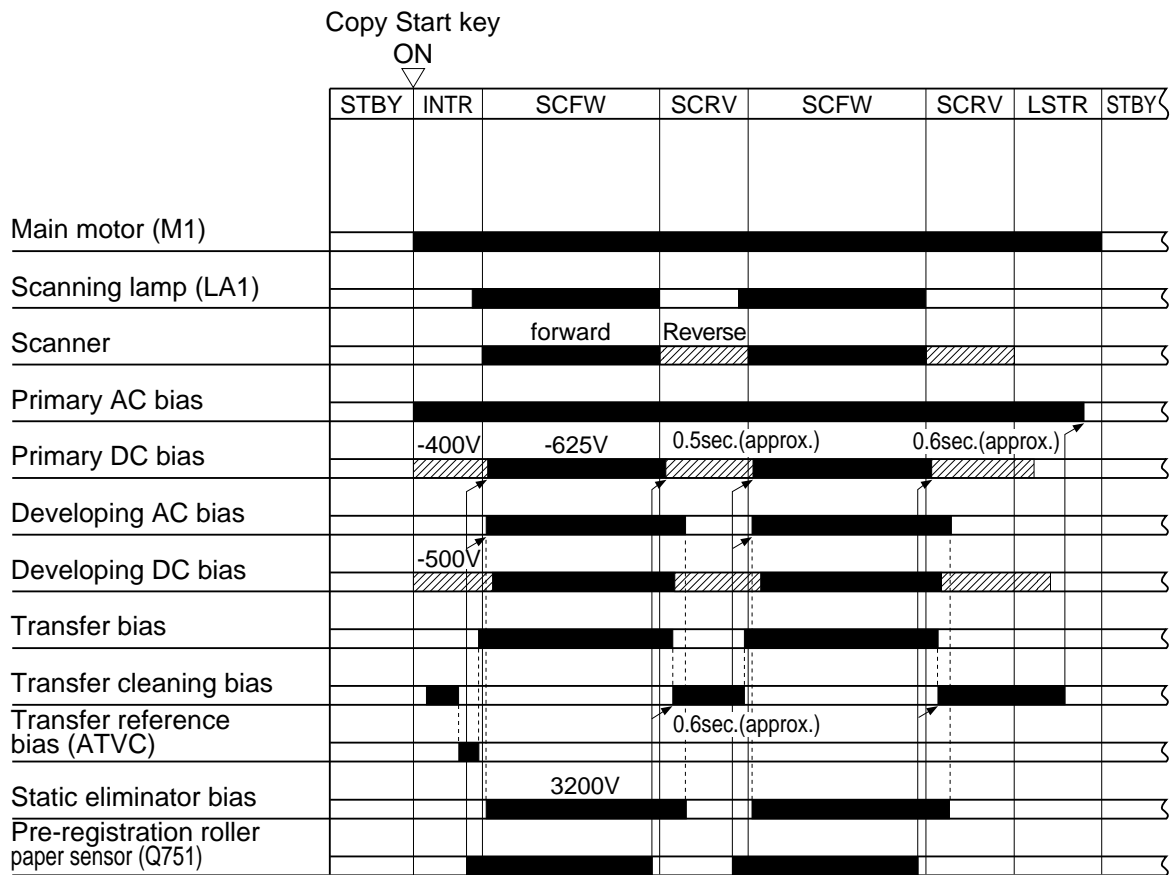 Copy Start key
ON
STBY INTR SCFW SCRV SCFW SCRV LSTR STBY
Main motor (M1)
Scanning lamp (LA1)
forward Reverse
Scanner
Primary AC bias
-400V -625V 0.5sec.(approx.) 0.6sec.(approx.)
Primary DC bias
Developing AC bias
-500V
Developing DC bias
Transfer bias
Transfer cleaning bias
Transfer reference
bias (ATVC)
0.6sec.(approx.)
3200V
Static eliminator bias
Pre-registration roller
paper sensor (Q751)